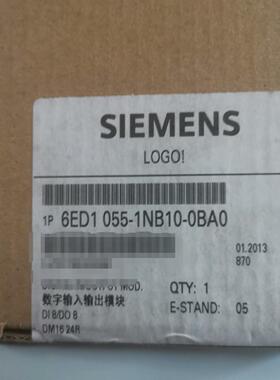 SIEMENS
LOGO!
1P 6ED1 055-1NB10-0BA0
01.2013
870
MOD.
QTY: 1
数字输入输出模块
E-STAND: 05
DI 8/DO 8
DM16 24R